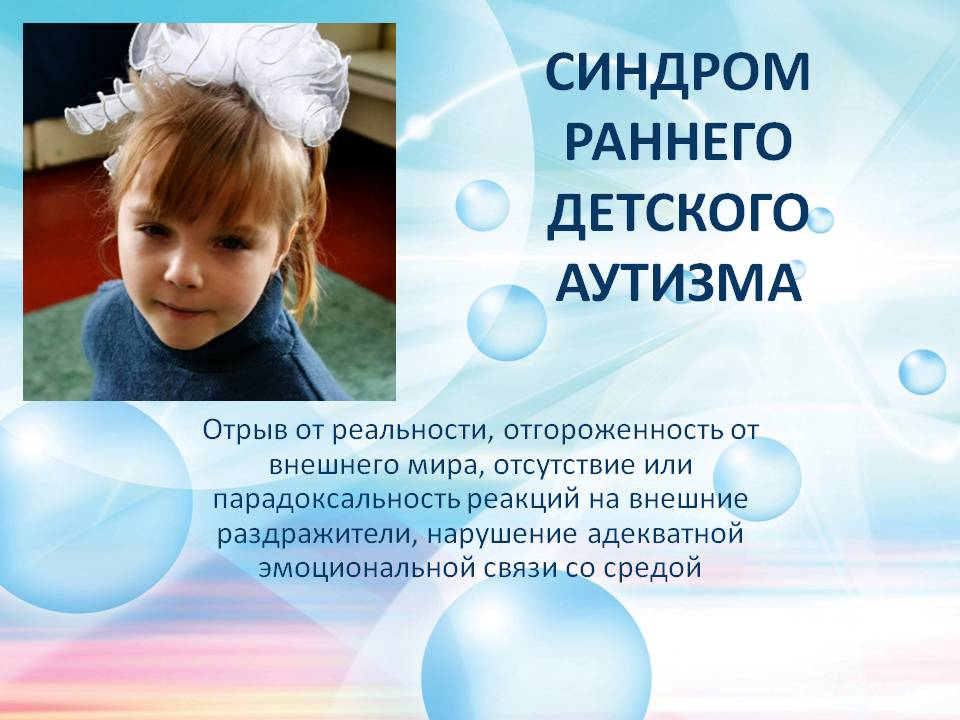 СИНДРОМ
РАННЕГО
ДЕТСКОГО
АУТИЗМА
Отрыв от реальности, отгороженность от
внешнего мира, отсутствие или
парадоксальность реакций на внешние
раздражители, нарушение адекватной
эмоциональной связи со средой